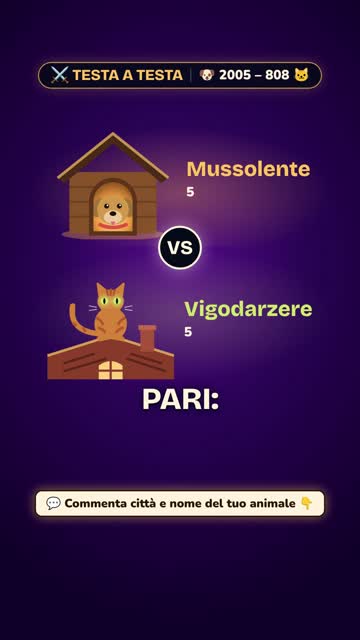 ⚔️ TESTA A TESTA | 🐶 2005 – 808 🐱
Mussolente
5
VS
Vigodarzere
5
PARI:
💬 Commenta città e nome del tuo animale 👇